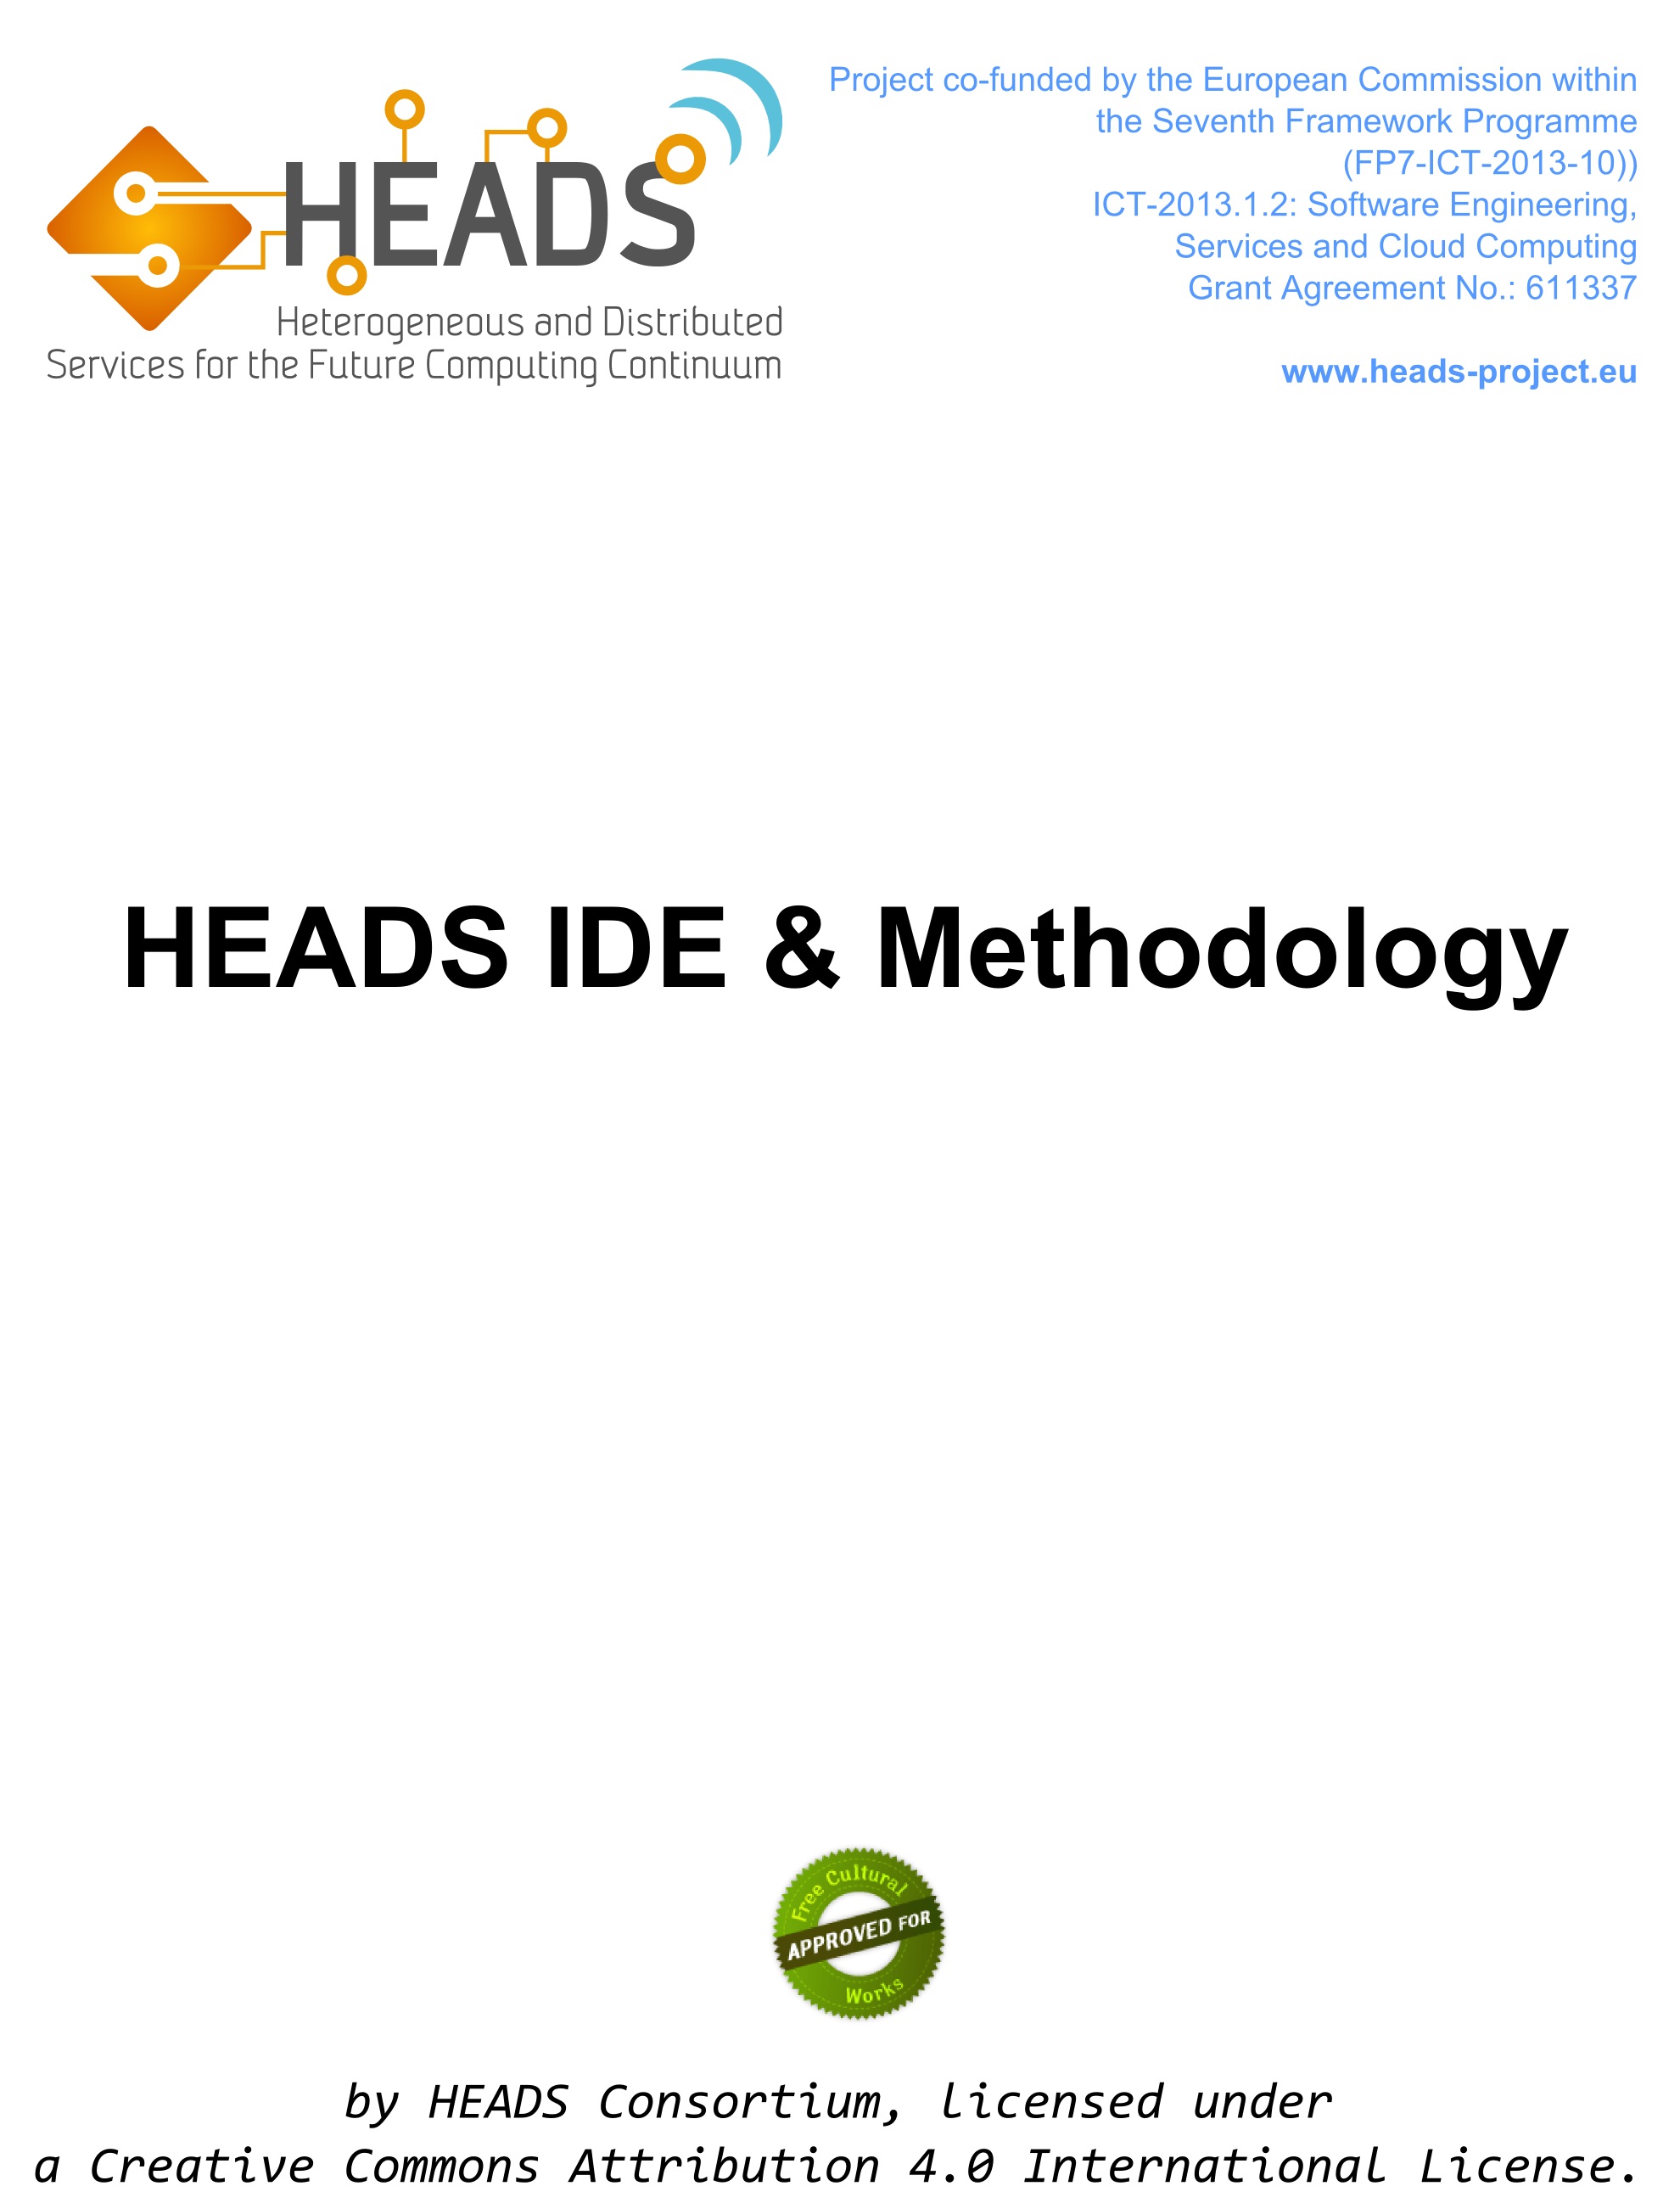 HEADS
Heterogeneous and Distributed
Services for the Future Computing Continuum
Project co-funded by the European Commission within
the Seventh Framework Programme
(FP7-ICT-2013-10))
ICT-2013.1.2: Software Engineering,
Services and Cloud Computing
Grant Agreement No.: 611337
www.heads-project.eu
HEADS IDE & Methodology
Free Cultural
APPROVED FOR
Works
by HEADS Consortium, licensed under
a Creative Commons Attribution 4.0 International License.